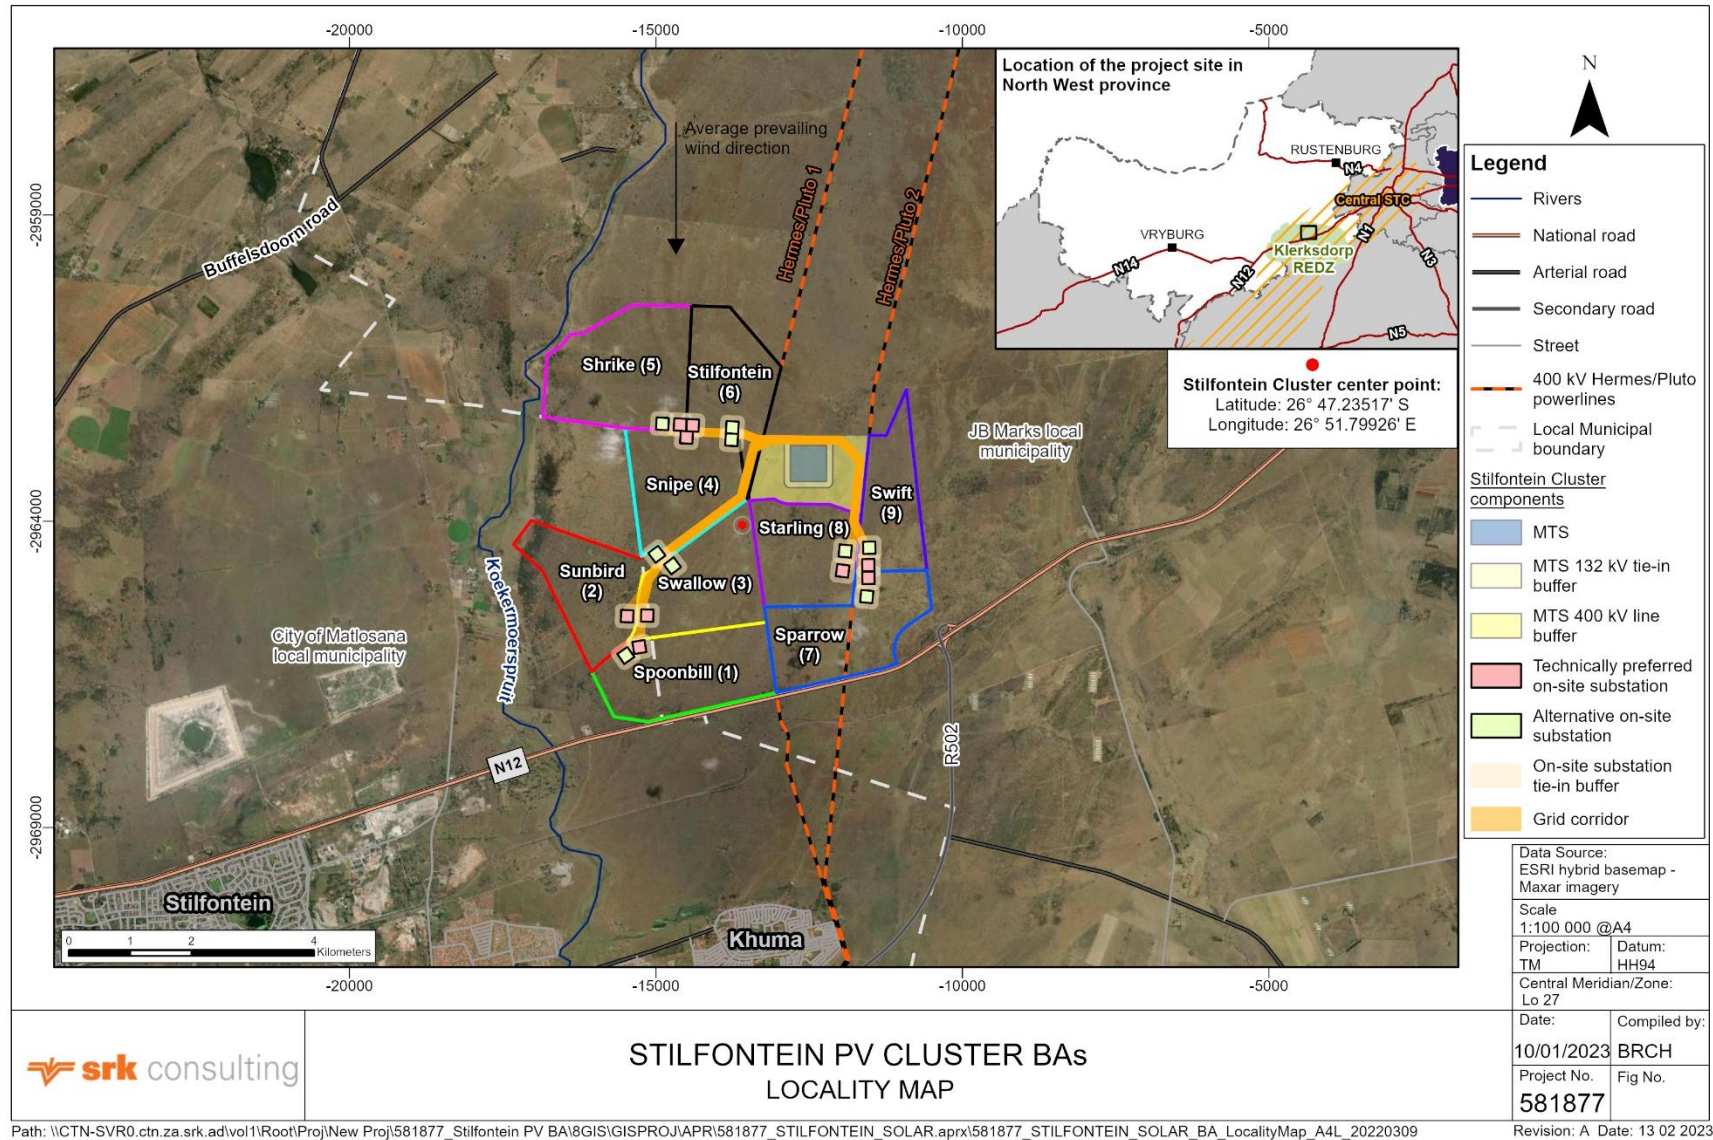 -20000
-15000
-10000
-5000
-2959000
-2964000
-2969000
Average prevailing
wind direction
Hermes/Pluto 1
Hermes/Pluto 2
Buffelsdoorniroad
Shrike (5)
Stilfontein
(6)
Snipe (4)
Swift
(9)
Starling (8)
Sunbird
(2)
Swallow (3)
Sparrow
(7)
Spoonbill (1)
Koekermoerspruit
City of Matlosana
local municipality
JB Marks local
municipality
N12
R502
Stilfontein
Khuma
0 1 2 4
Kilometers
-20000
-15000
-10000
-5000
Location of the project site in
North West province
RUSTENBURG
N4
Central STC
VRYBURG
Klerksdorp
REDZ
N1
N3
N14
N12
N5
Stilfontein Cluster center point:
Latitude: 26° 47.23517' S
Longitude: 26° 51.79926' E
N
Legend
Rivers
National road
Arterial road
Secondary road
Street
400 kV Hermes/Pluto
powerlines
Local Municipal
boundary
Stilfontein Cluster
components
MTS
MTS 132 kV tie-in
buffer
MTS 400 kV line
buffer
Technically preferred
on-site substation
Alternative on-site
substation
On-site substation
tie-in buffer
Grid corridor
Data Source:
ESRI hybrid basemap -
Maxar imagery
Scale
1:100 000 @A4
Projection:
TM
Datum:
HH94
Central Meridian/Zone:
Lo 27
Date:
10/01/2023
Compiled by:
BRCH
Project No.
581877
Fig No.
srk consulting
STILFONTEIN PV CLUSTER BAs
LOCALITY MAP
Path: \\CTN-SVR0.ctn.za.srk.ad\vol1\Root\Proj\New Proj\581877_Stilfontein PV BA\8GIS\GISPROJ\APR\581877_STILFONTEIN_SOLAR.aprx\581877_STILFONTEIN_SOLAR_BA_LocalityMap_A4L_20220309
Revision: A Date: 13 02 2023